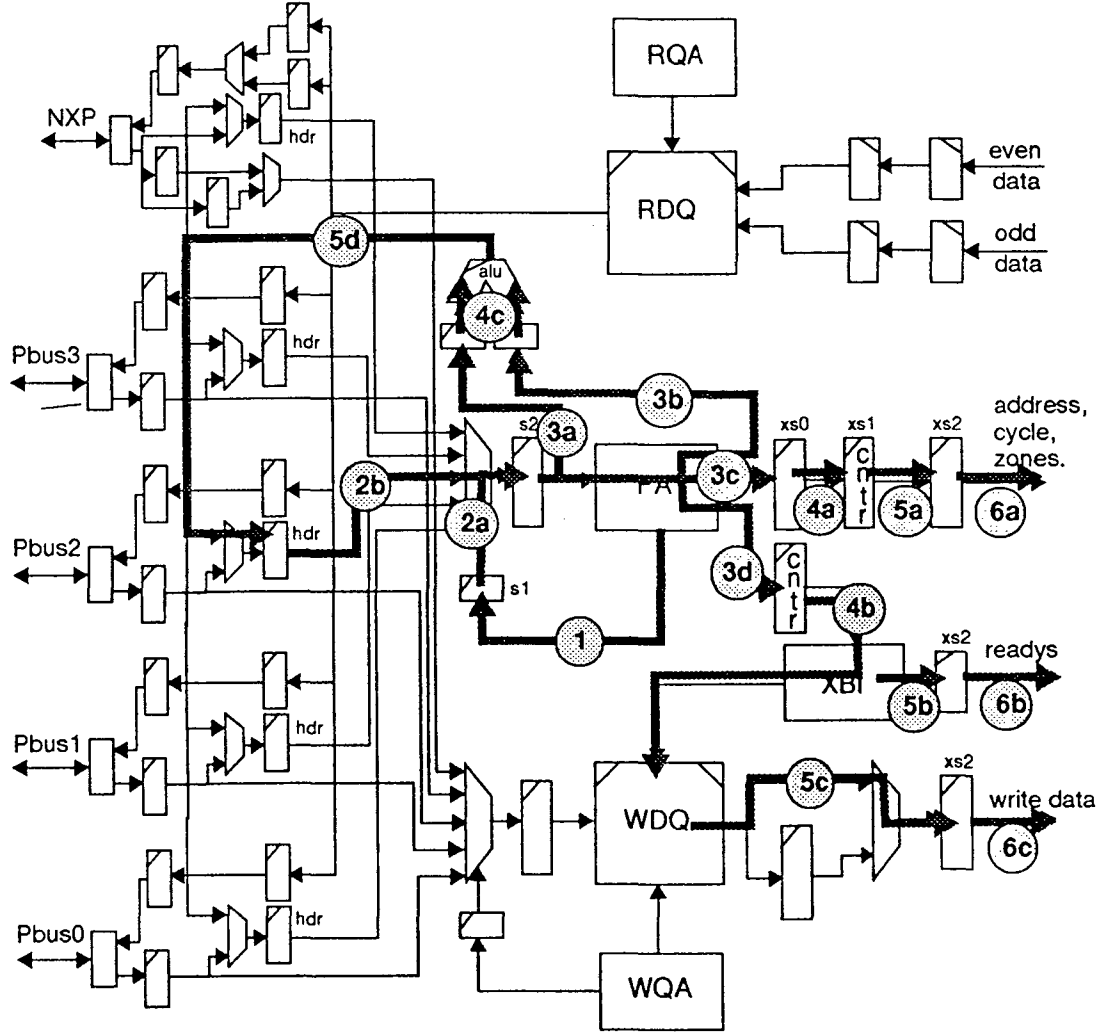 RQA
NXP
hdr
even
data
RDQ
odd
data
5d
alu
4c
Pbus3
hdr
3b
address,
cycle,
zones.
s2
3a
xs0
xs1
xs2
cntr
2b
3c
PA
4a
5a
6a
2a
hdr
Pbus2
3d
cntr
s1
4b
1
xs2
readys
XBI
5b
6b
hdr
Pbus1
5c
xs2
write data
WDQ
6c
hdr
Pbus0
WQA